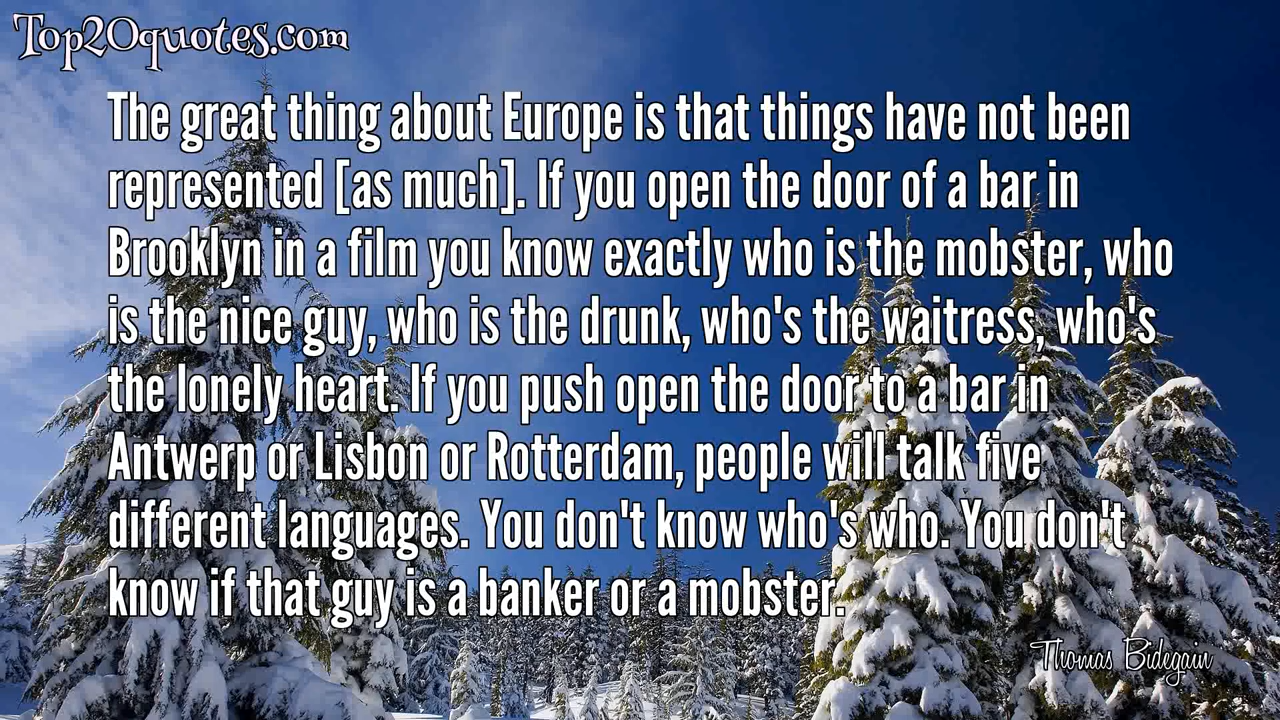 Top20quotes.com
The great thing about Europe is that things have not been
represented [as much]. If you open the door of a bar in
Brooklyn in a film you know exactly who is the mobster, who
is the nice guy, who is the drunk, who's the waitress, who's
the lonely heart. If you push open the door to a bar in
Antwerp or Lisbon or Rotterdam, people will talk five
different languages. You don't know who's who. You don't
know if that guy is a banker or a mobster.
Thomas Bidegain